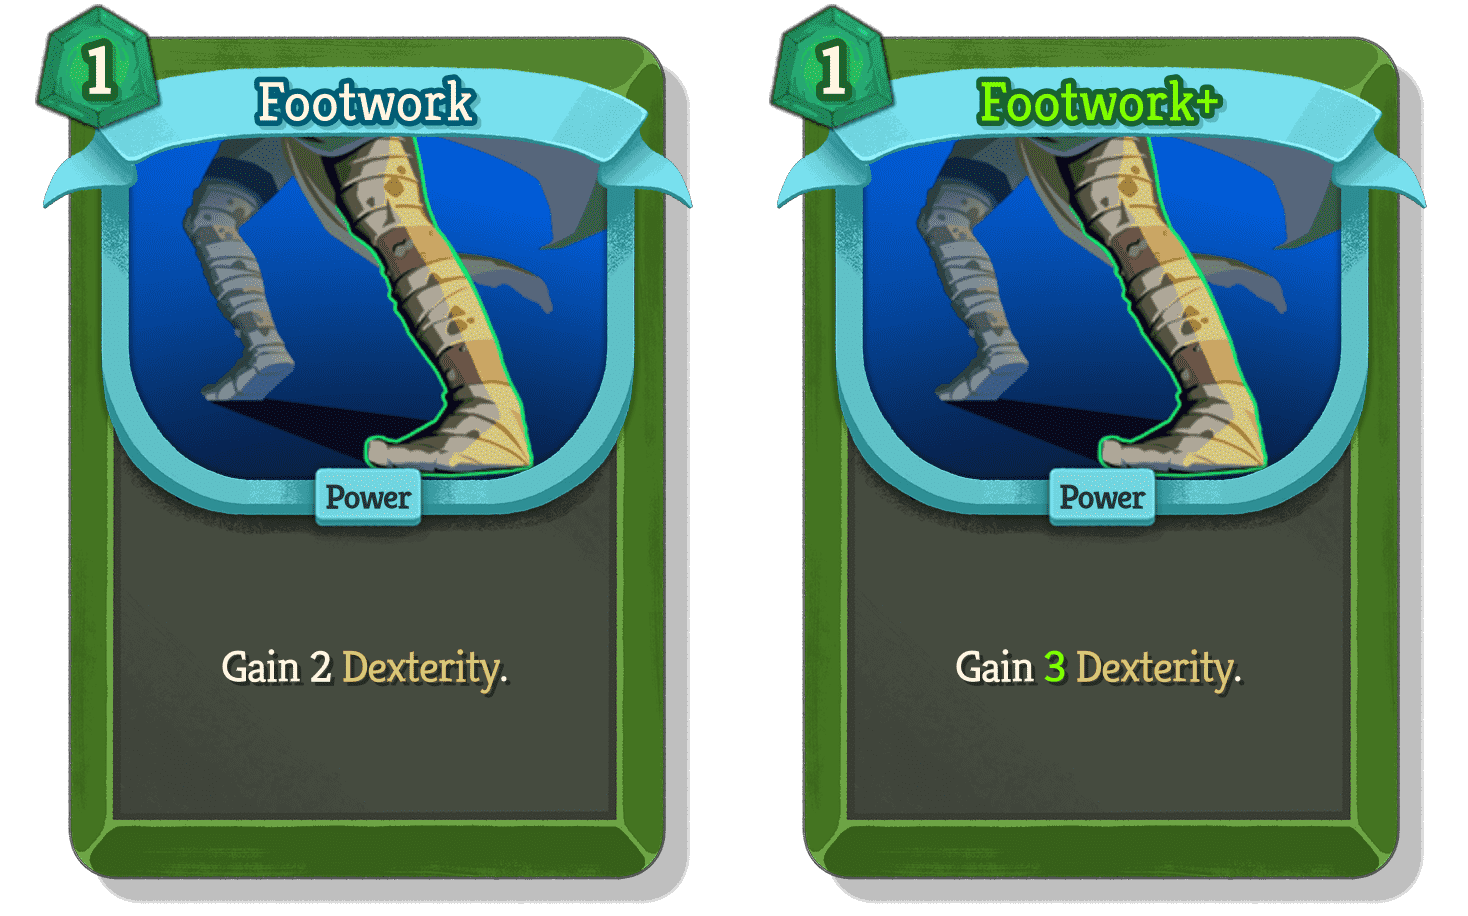 1
Footwork
Power
Gain 2 Dexterity.
1
Footwork+
Power
Gain 3 Dexterity.